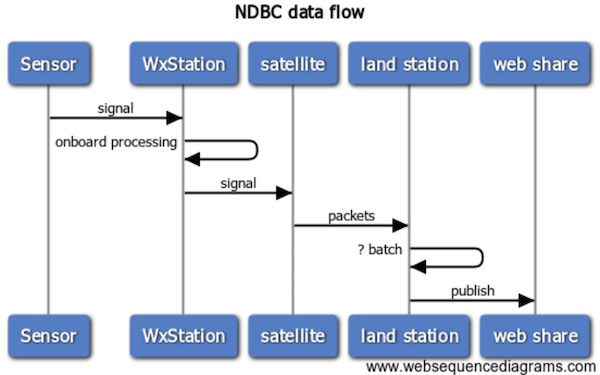 NDBC data flow
Sensor WxStation satellite land station web share
signal
onboard processing
signal
packets
? batch
publish
Sensor WxStation satellite land station web share
www.websequencediagrams.com